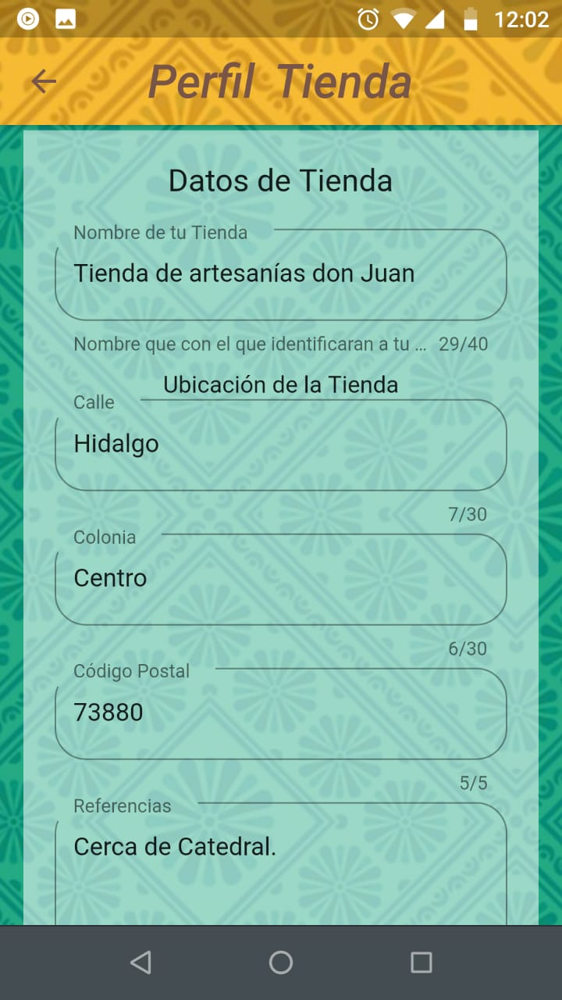 12:02
Perfil Tienda
Datos de Tienda
Nombre de tu Tienda
Tienda de artesanías don Juan
Nombre que con el que identificaran a tu ... 29/40
Ubicación de la Tienda
Calle
Hidalgo
7/30
Colonia
Centro
6/30
Código Postal
73880
5/5
Referencias
Cerca de Catedral.